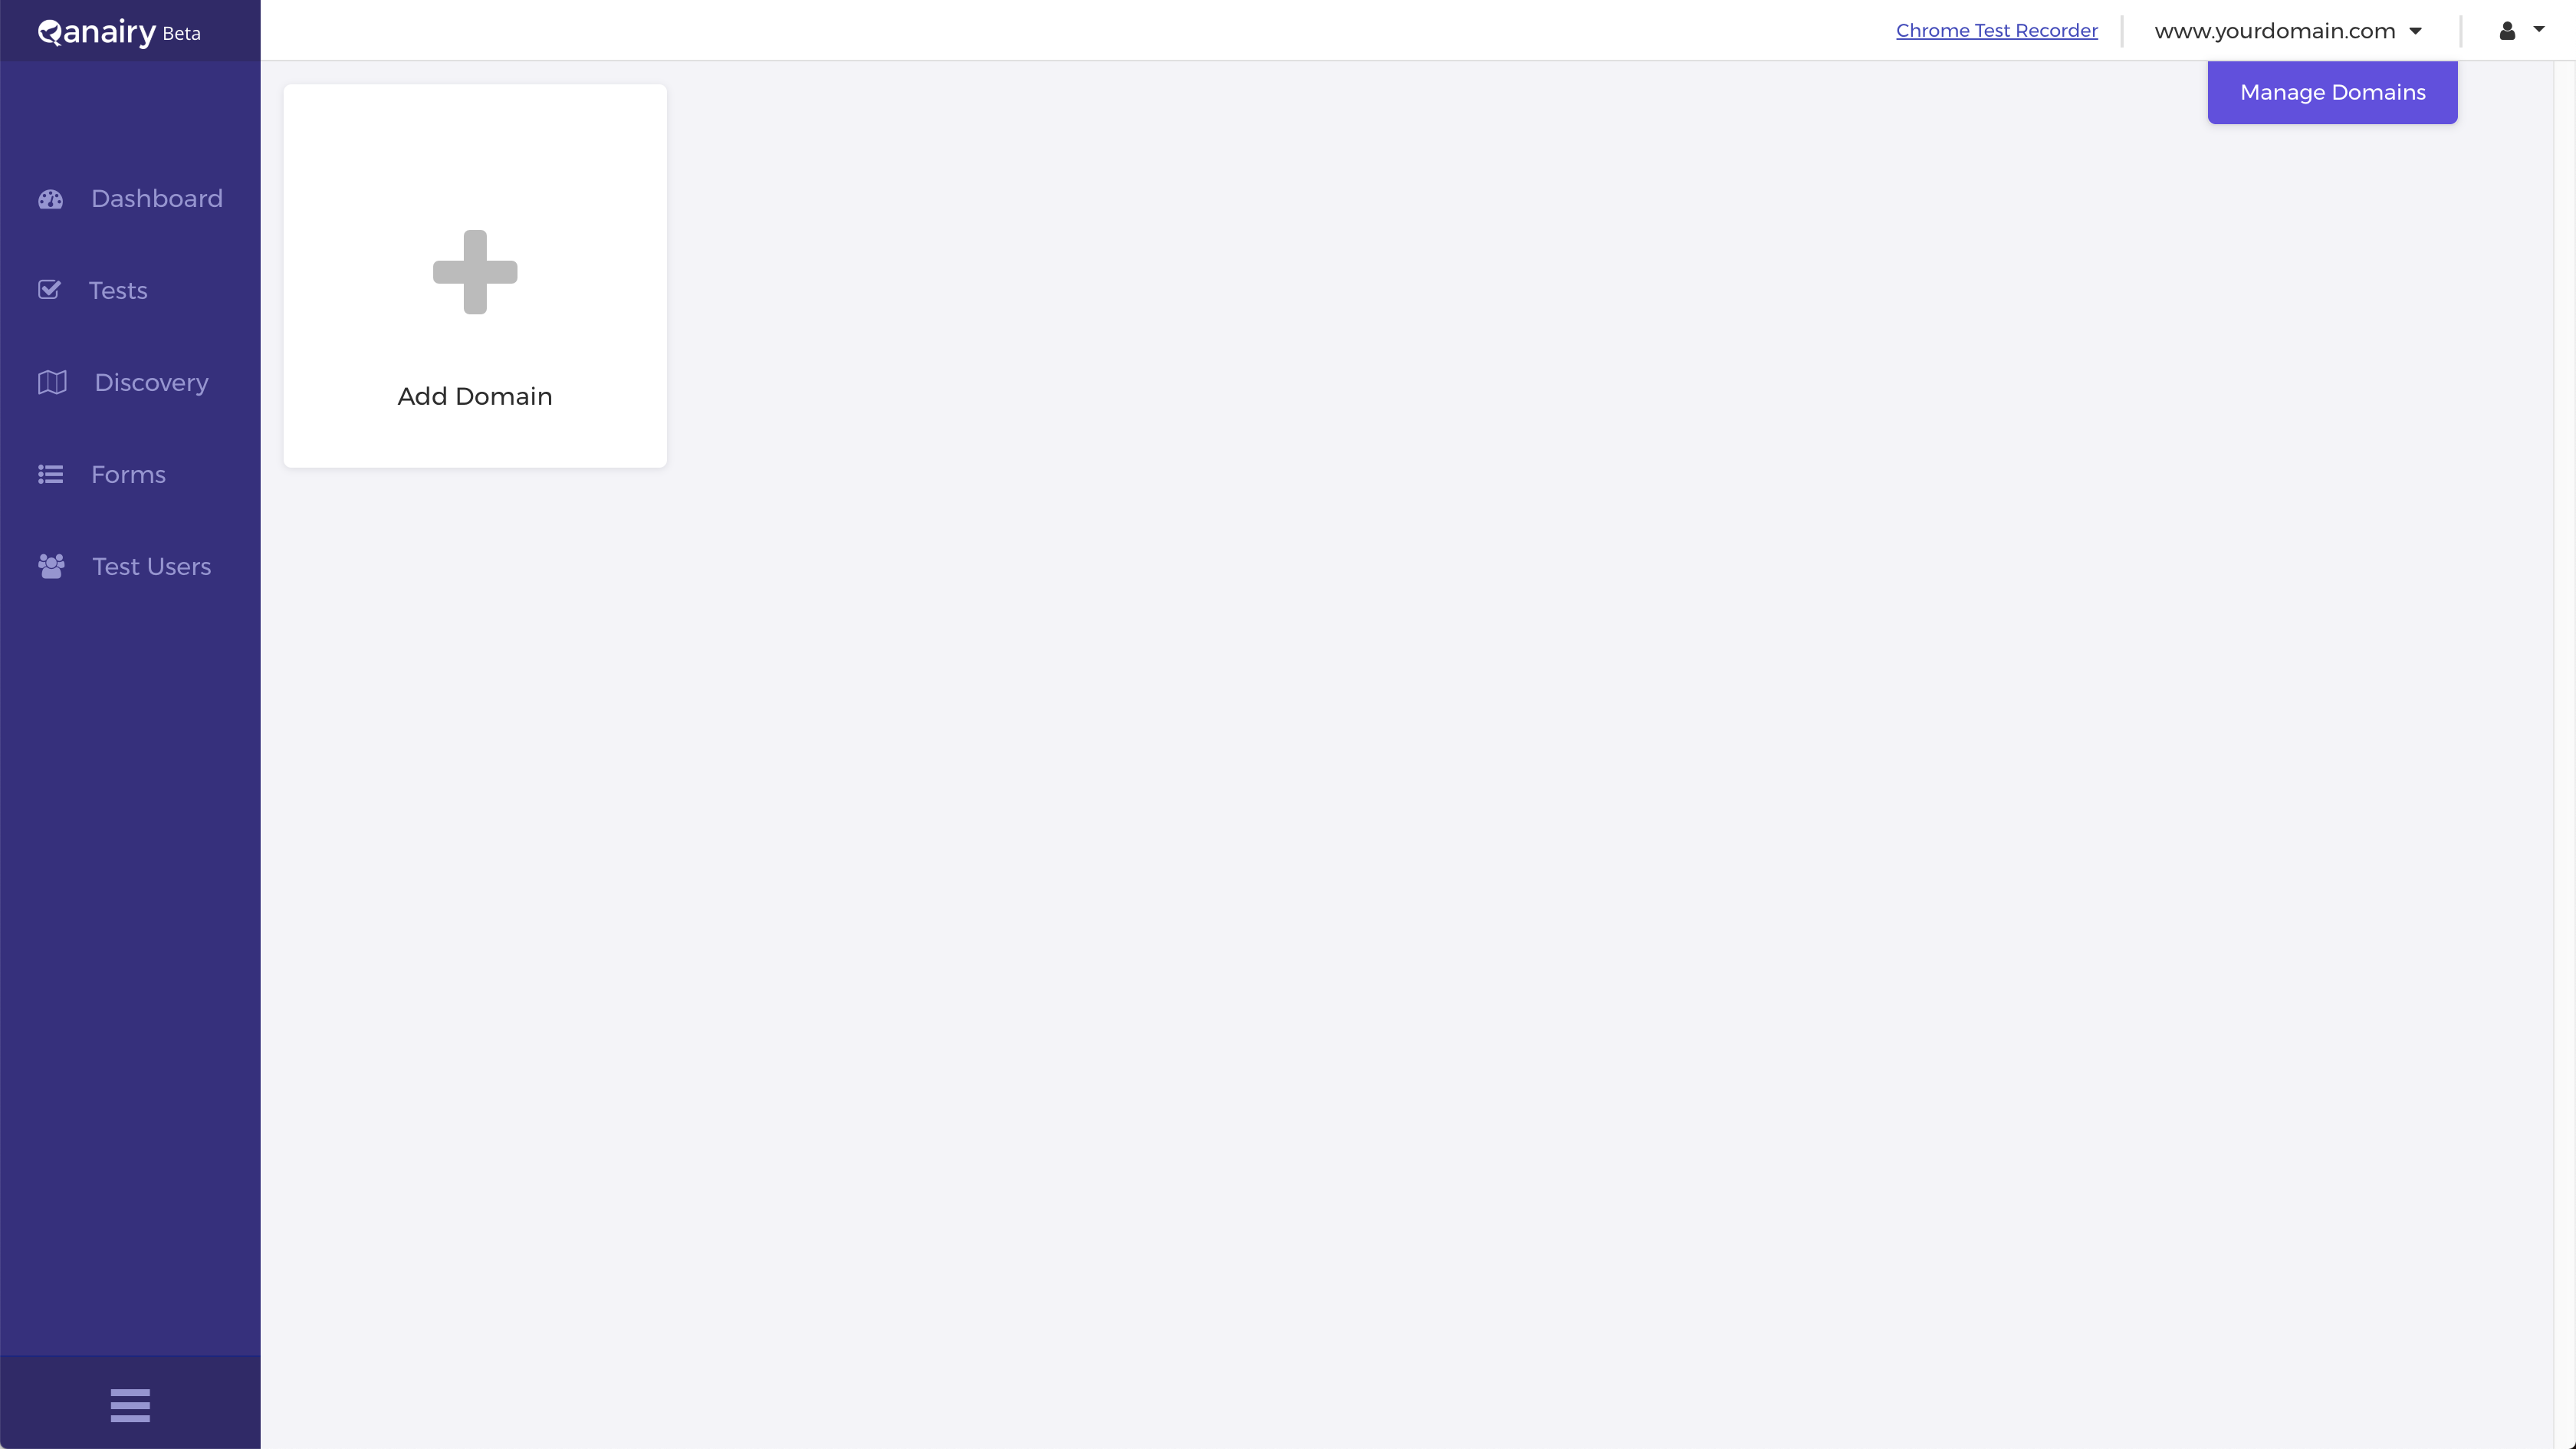 Qanairy Beta
Chrome Test Recorder
www.yourdomain.com
Manage Domains
Dashboard
Tests
Discovery
Forms
Test Users
Add Domain